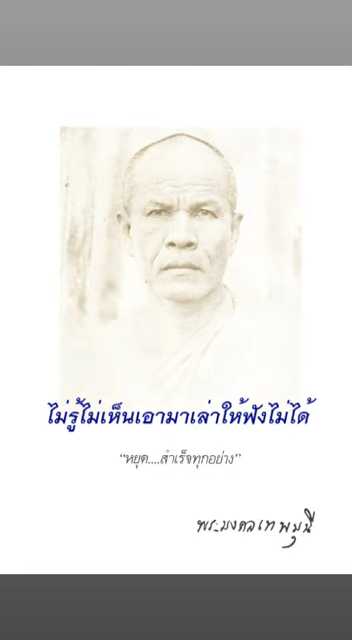 ไม่รู้ไม่เห็นเอามาเล่าให้ฟังไม่ได้
“หยุด....สำเร็จทุกอย่าง”
พระมงคลเทพมุนี